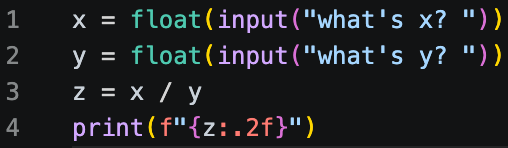 1 x = float(input("what's x? "))
2 y = float(input("what's y? "))
3 z = x / y
4 print(f"{z:.2f}")